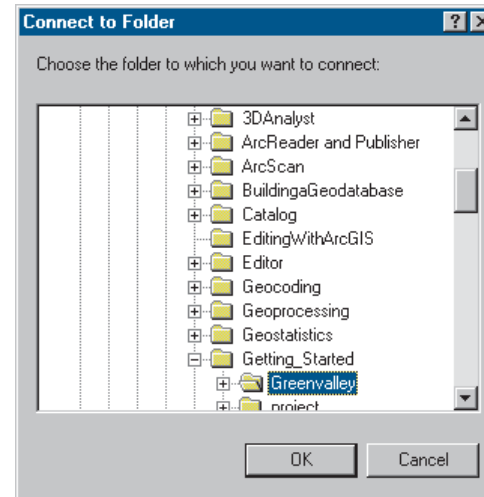 Connect to Folder
Choose the folder to which you want to connect:
3DAnalyst
ArcReader and Publisher
ArcScan
BuildingaGeodatabase
Catalog
EditingWithArcGIS
Editor
Geocoding
Geoprocessing
Geostatistics
Getting_Started
Greenvalley
project
OK Cancel